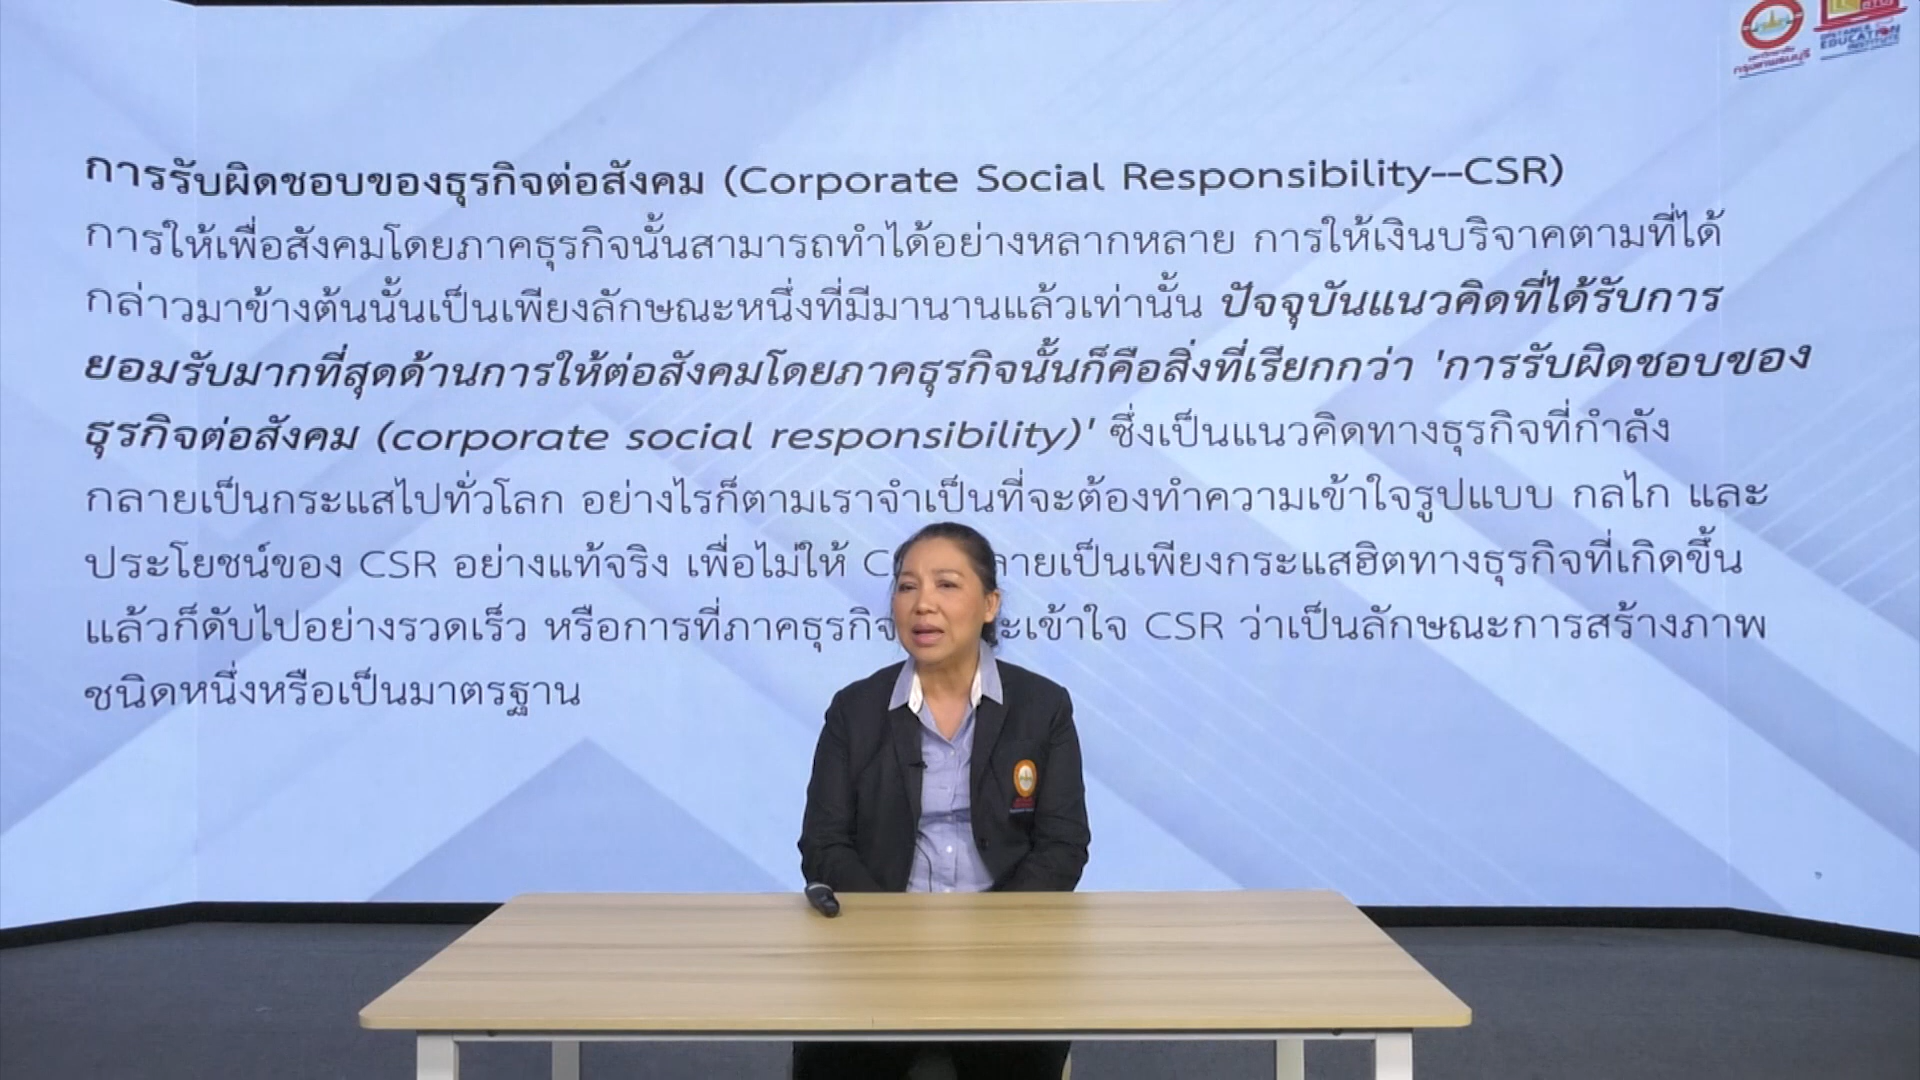 การรับผิดชอบของธุรกิจต่อสังคม (Corporate Social Responsibility--CSR)
การให้เพื่อสังคมโดยภาคธุรกิจนั้นสามารถทำได้อย่างหลากหลาย การให้เงินบริจาคตามที่ได้
กล่าวมาข้างต้นนั้นเป็นเพียงลักษณะหนึ่งที่มีมานานแล้วเท่านั้น ปัจจุบันแนวคิดที่ได้รับการ
ยอมรับมากที่สุดด้านการให้ต่อสังคมโดยภาคธุรกิจนั้นก็คือสิ่งที่เรียกกว่า 'การรับผิดชอบของ
ธุรกิจต่อสังคม (corporate social responsibility)' ซึ่งเป็นแนวคิดทางธุรกิจที่กำลัง
กลายเป็นกระแสไปทั่วโลก อย่างไรก็ตามเราจำเป็นที่จะต้องทำความเข้าใจรูปแบบ กลไก และ
ประโยชน์ของ CSR อย่างแท้จริง เพื่อไม่ให้ ลายเป็นเพียงกระแสฮิตทางธุรกิจที่เกิดขึ้น
แล้วก็ดับไปอย่างรวดเร็ว หรือการที่ภาคธุรกิจ ะเข้าใจ CSR ว่าเป็นลักษณะการสร้างภาพ
ชนิดหนึ่งหรือเป็นมาตรฐาน
กรุงเทพธนบุรี
EDUCATION
INSTITUTE